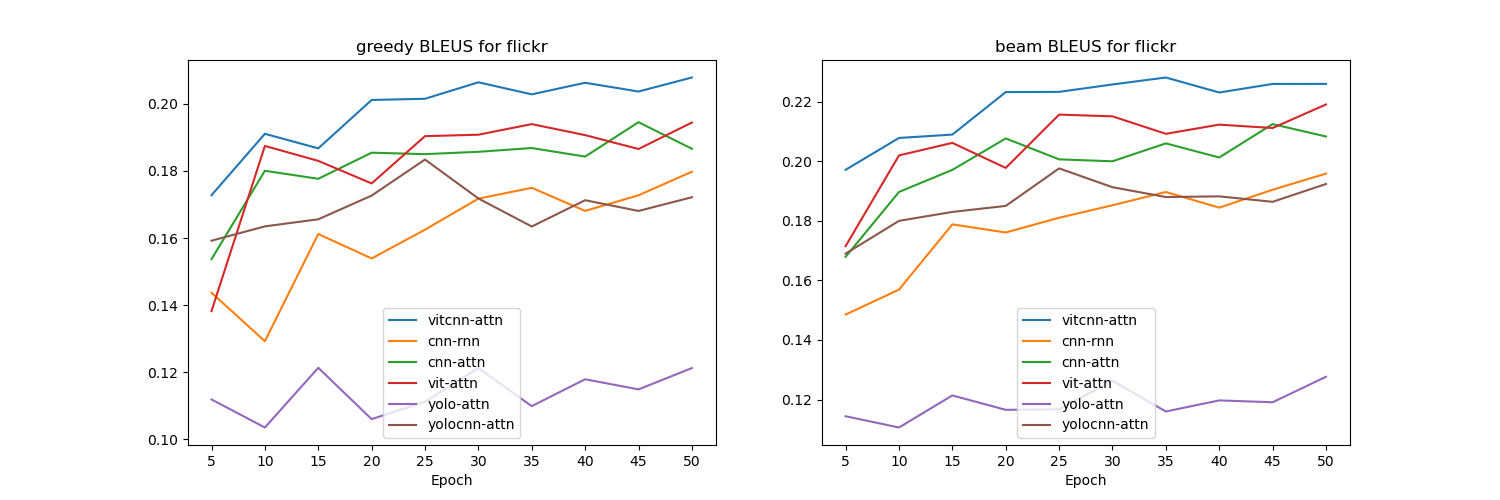 greedy BLEUS for flickr
0.20
0.18
0.16
0.14
0.12
0.10
vitcnn-attn
cnn-rnn
cnn-attn
vit-attn
yolo-attn
yolocnn-attn
5 10 15 20 25 30 35 40 45 50
Epoch
beam BLEUS for flickr
0.22
0.20
0.18
0.16
0.14
0.12
vitcnn-attn
cnn-rnn
cnn-attn
vit-attn
yolo-attn
yolocnn-attn
5 10 15 20 25 30 35 40 45 50
Epoch